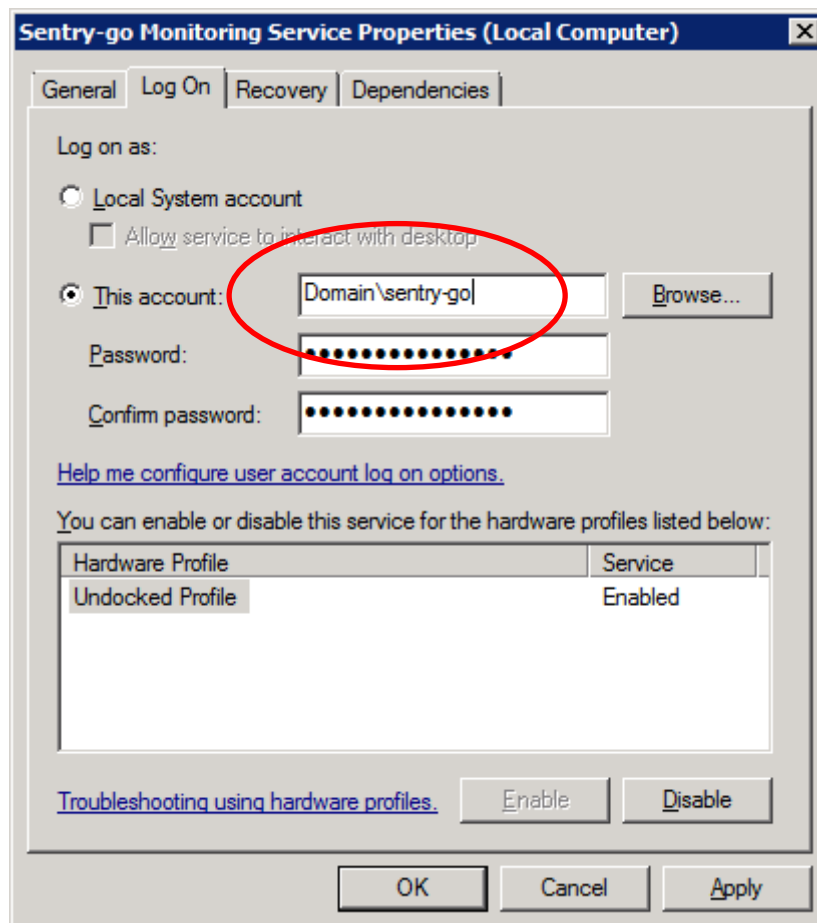 Sentry-go Monitoring Service Properties (Local Computer)
General Log On Recovery Dependencies
Log on as:
Local System account
Allow service to interact with desktop
This account: Domain\sentry-go Browse...
Password: •••••••••••••••
Confirm password: •••••••••••••••
Help me configure user account log on options.
You can enable or disable this service for the hardware profiles listed below:
Hardware Profile Service
Undocked Profile Enabled
Troubleshooting using hardware profiles. Enable Disable
OK Cancel Apply